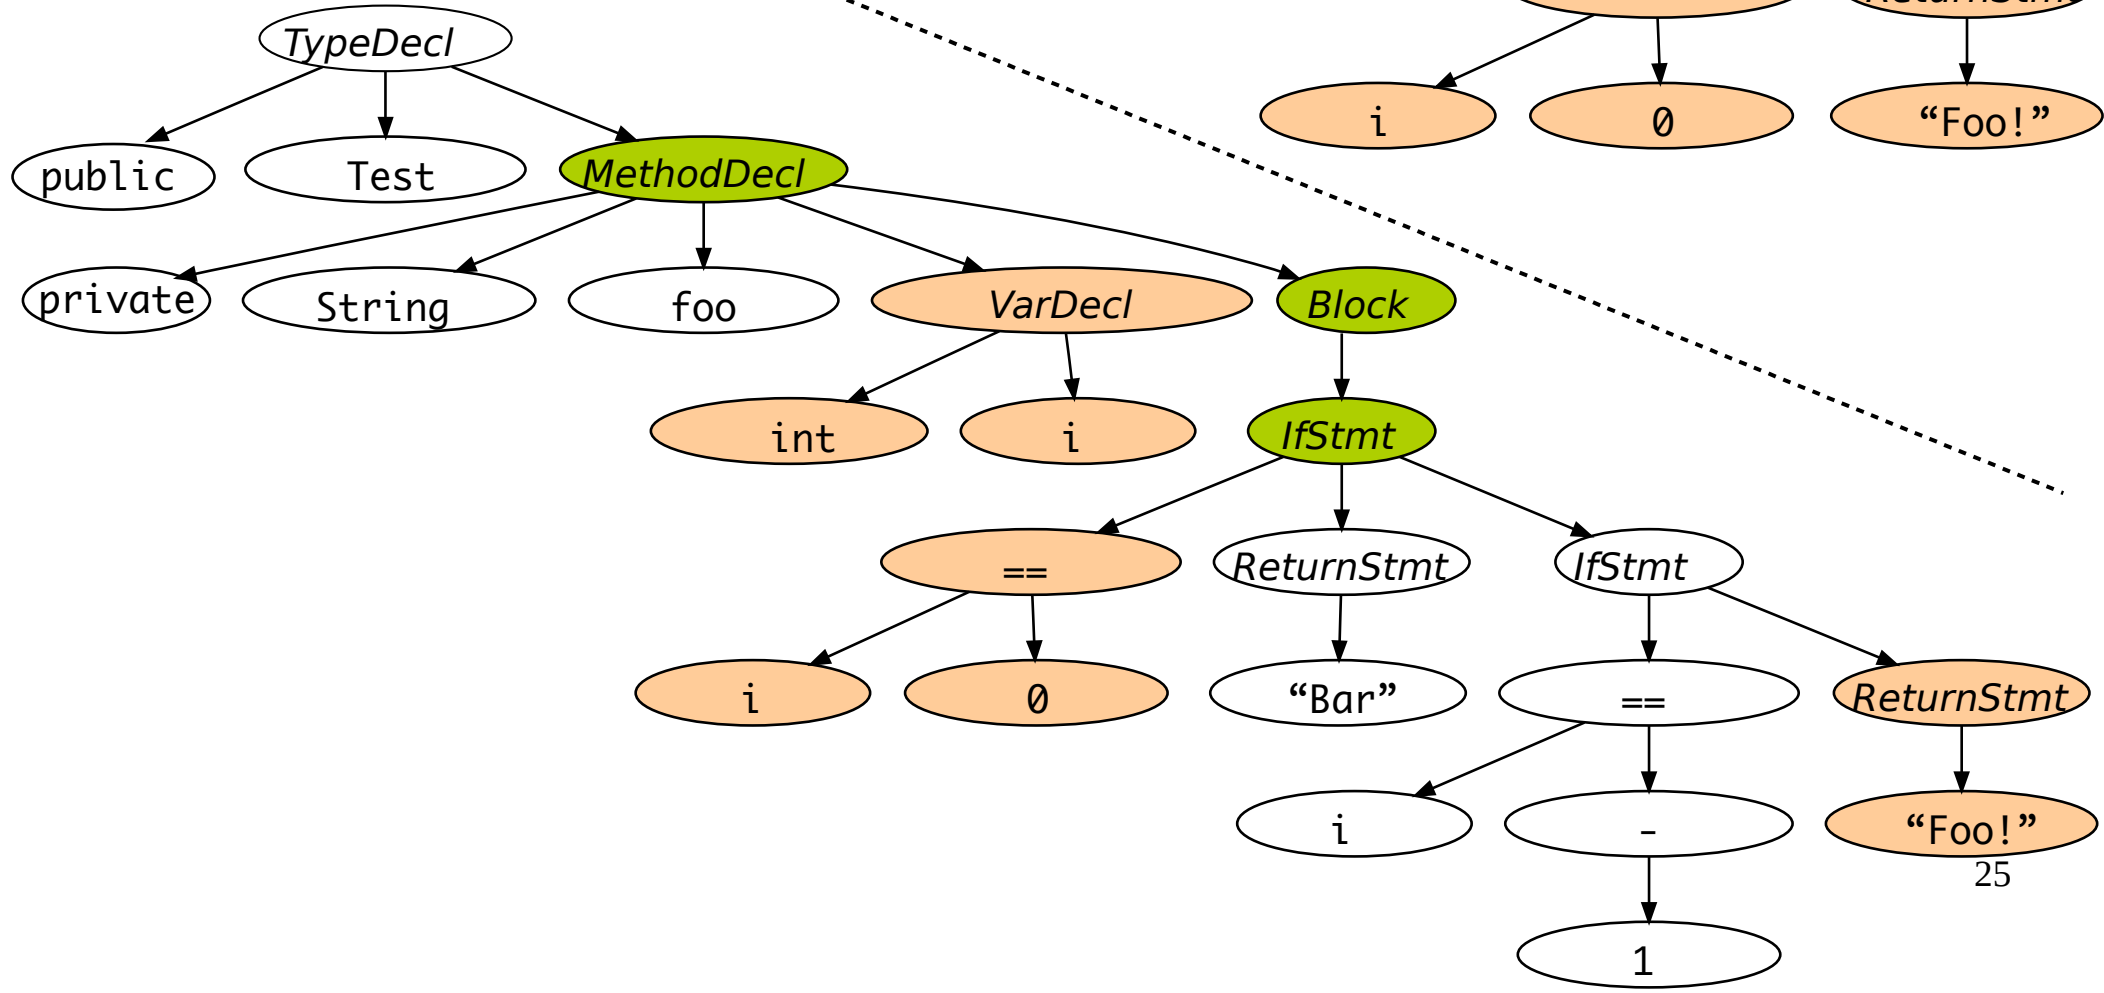 TypeDecl
ReturnStmt
i
0
“Foo!”
public
Test
MethodDecl
private
String
foo
VarDecl
Block
int
i
IfStmt
==
ReturnStmt
IfStmt
i
0
“Bar”
==
ReturnStmt
i
-
“Foo!”
25
1